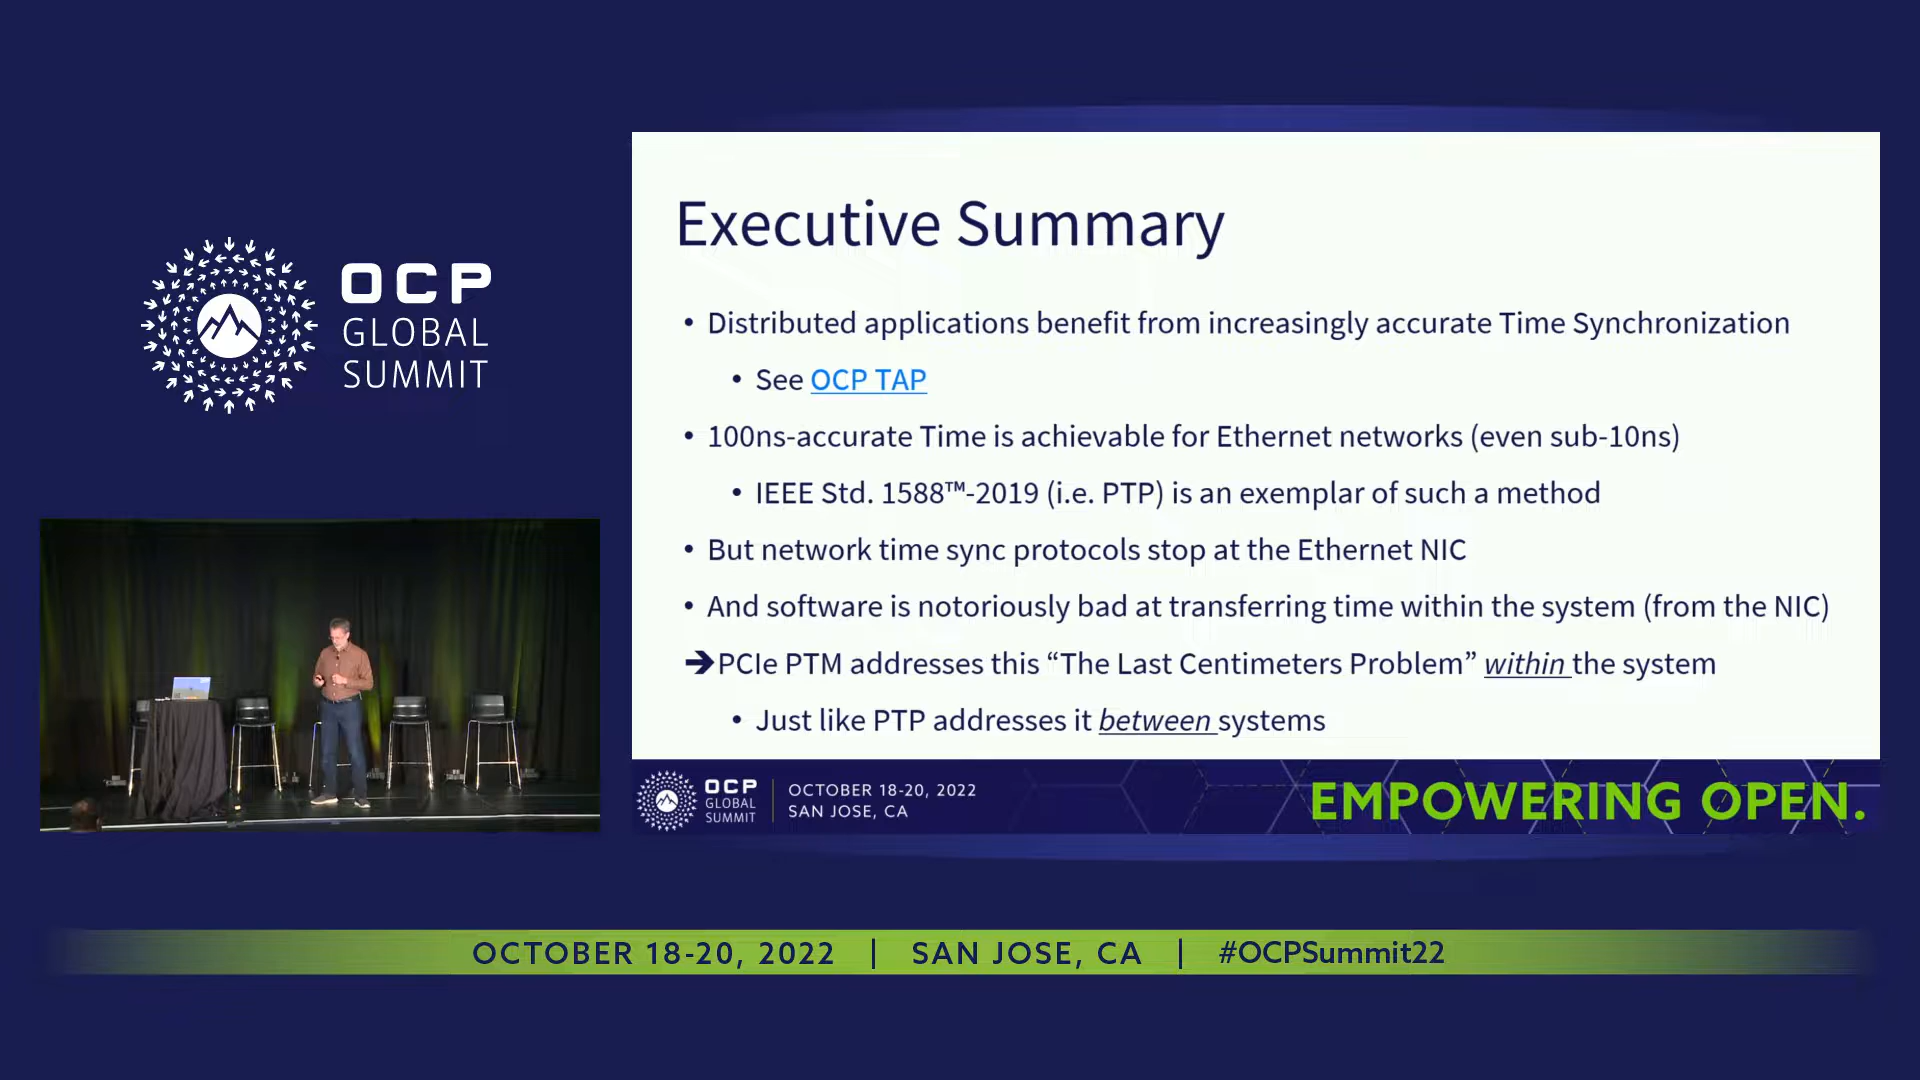 OCP
GLOBAL
SUMMIT
Executive Summary
• Distributed applications benefit from increasingly accurate Time Synchronization
• See OCP TAP
• 100ns-accurate Time is achievable for Ethernet networks (even sub-10ns)
• IEEE Std. 1588™-2019 (i.e. PTP) is an exemplar of such a method
• But network time sync protocols stop at the Ethernet NIC
• And software is notoriously bad at transferring time within the system (from the NIC)
➔PCIe PTM addresses this “The Last Centimeters Problem” within the system
• Just like PTP addresses it between systems
OCP
GLOBAL
SUMMIT
OCTOBER 18-20, 2022
SAN JOSE, CA
EMPOWERING OPEN.
OCTOBER 18-20, 2022 | SAN JOSE, CA | #OCPSummit22